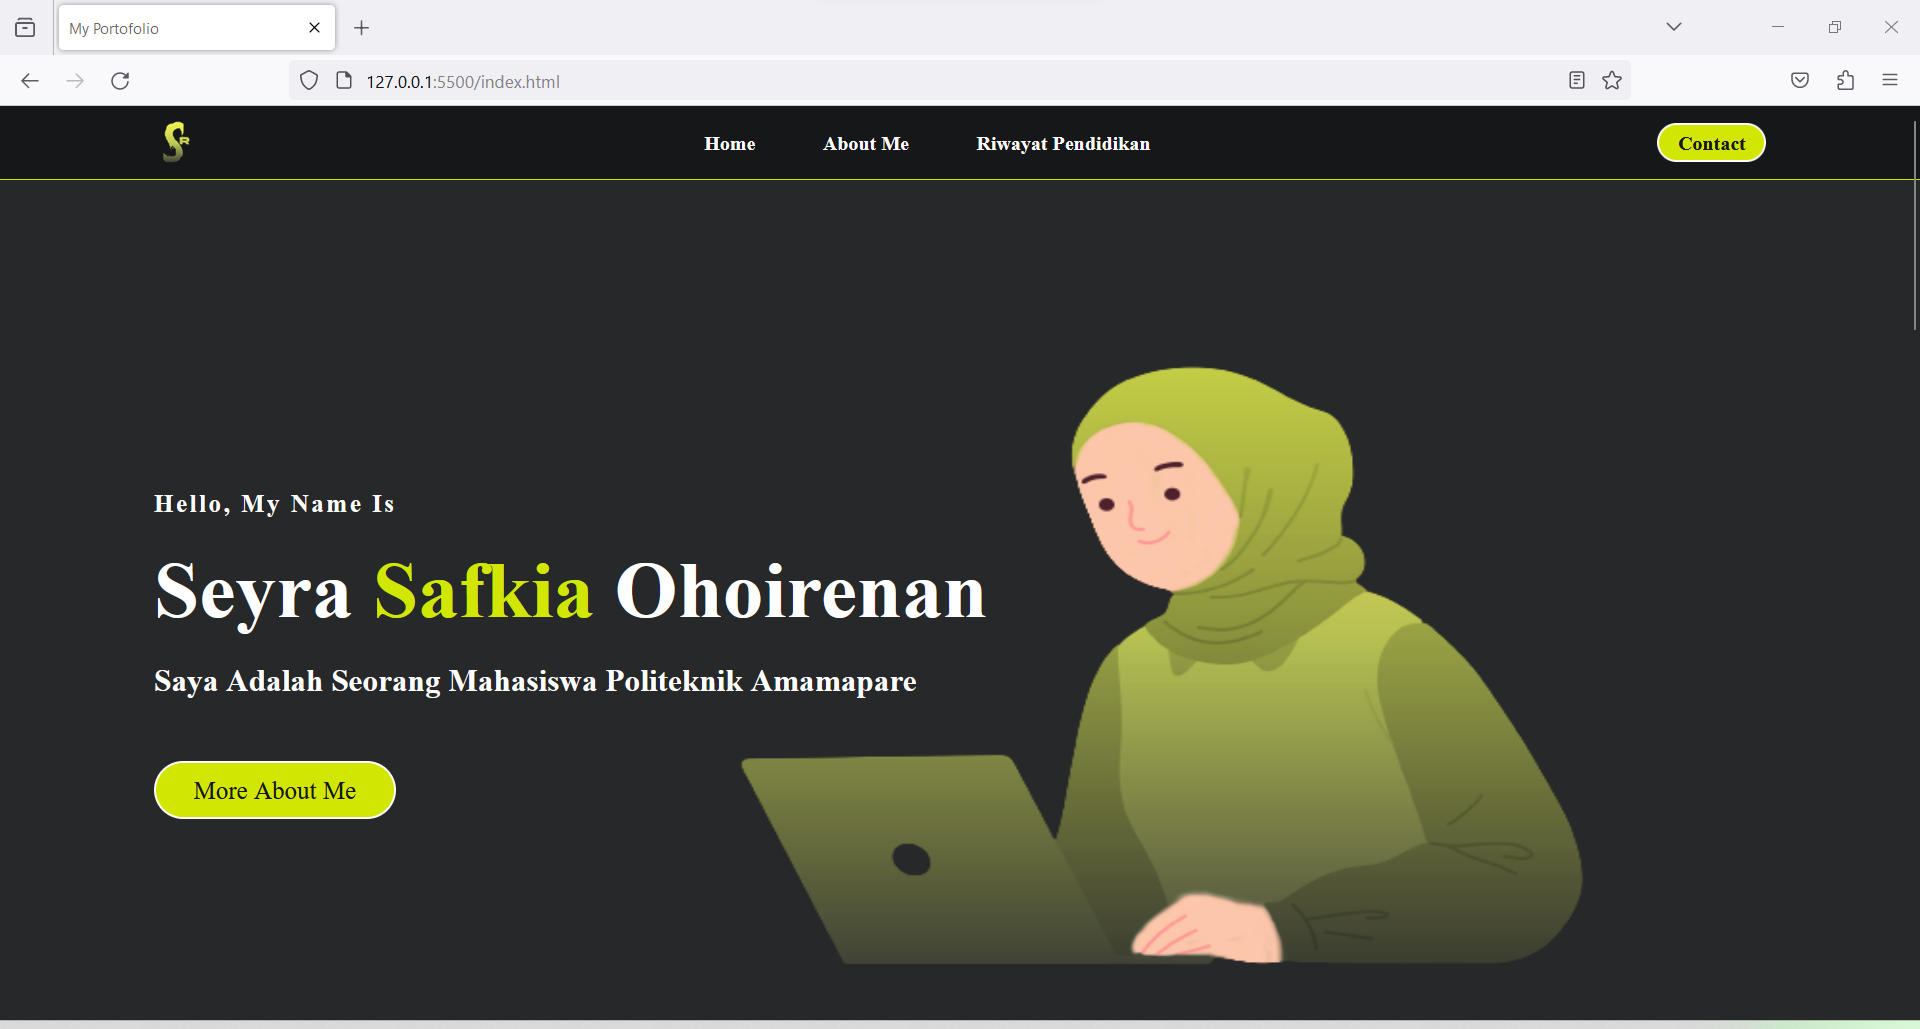 My Portofolio
127.0.0.1:5500/index.html
SR
Home About Me Riwayat Pendidikan Contact
Hello, My Name Is
Seyra Safkia Ohoirenan
Saya Adalah Seorang Mahasiswa Politeknik Amamapare
More About Me